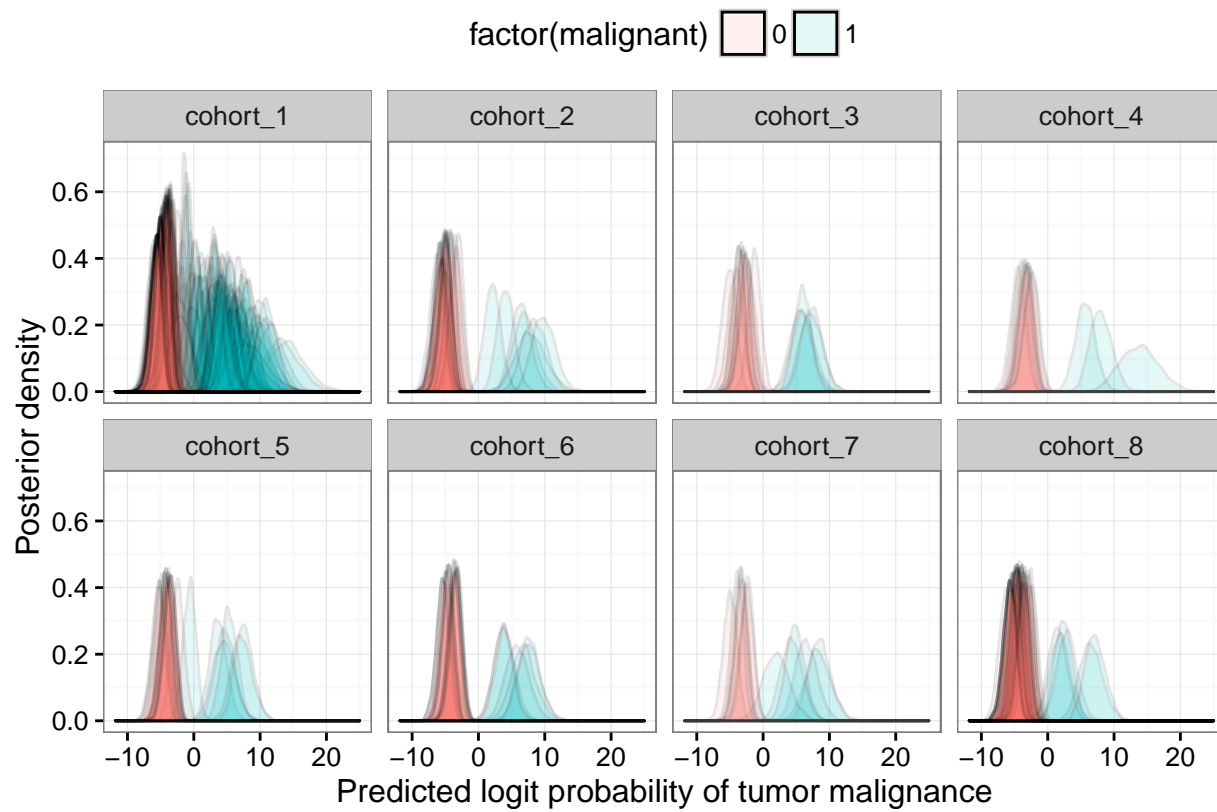 factor(malignant) 0 1
cohort_1 cohort_2 cohort_3 cohort_4
0.6
0.4
0.2
0.0
cohort_5 cohort_6 cohort_7 cohort_8
0.6
0.4
0.2
0.0
−10 0 10 20 −10 0 10 20 −10 0 10 20 −10 0 10 20
Posterior density
Predicted logit probability of tumor malignance